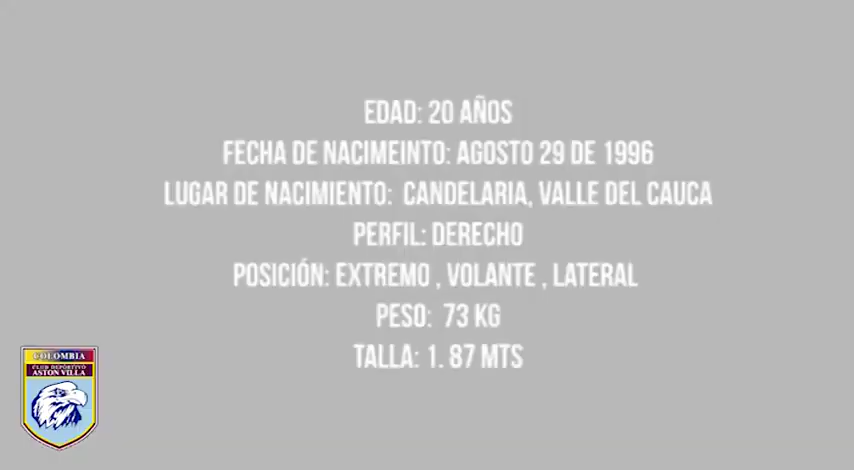 EDAD: 20 AÑOS
FECHA DE NACIMEINTO: AGOSTO 29 DE 1996
LUGAR DE NACIMIENTO: CANDELARIA, VALLE DEL CAUCA
PERFIL: DERECHO
POSICIÓN: EXTREMO , VOLANTE , LATERAL
PESO: 73 KG
TALLA: 1. 87 MTS
COLOMBIA
CLUB DEPORTIVO
ASTON VILLA